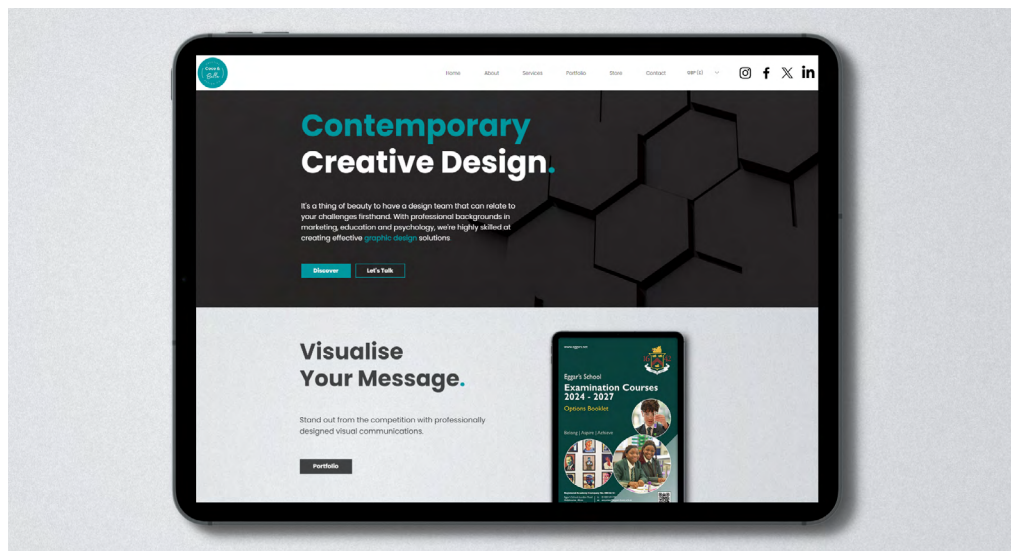 Coco &
Bella
Home About Services Portfolio Store Contact GBP (£)
Contemporary
Creative Design.
It's a thing of beauty to have a design team that can relate to
your challenges firsthand. With professional backgrounds in
marketing, education and psychology, we're highly skilled at
creating effective graphic design solutions
Discover Let's Talk
Visualise
Your Message.
Stand out from the competition with professionally
designed visual communications.
Portfolio
Eggar's School
Examination Courses
2024 - 2027
Options Booklet
Belong | Aspire | Achieve